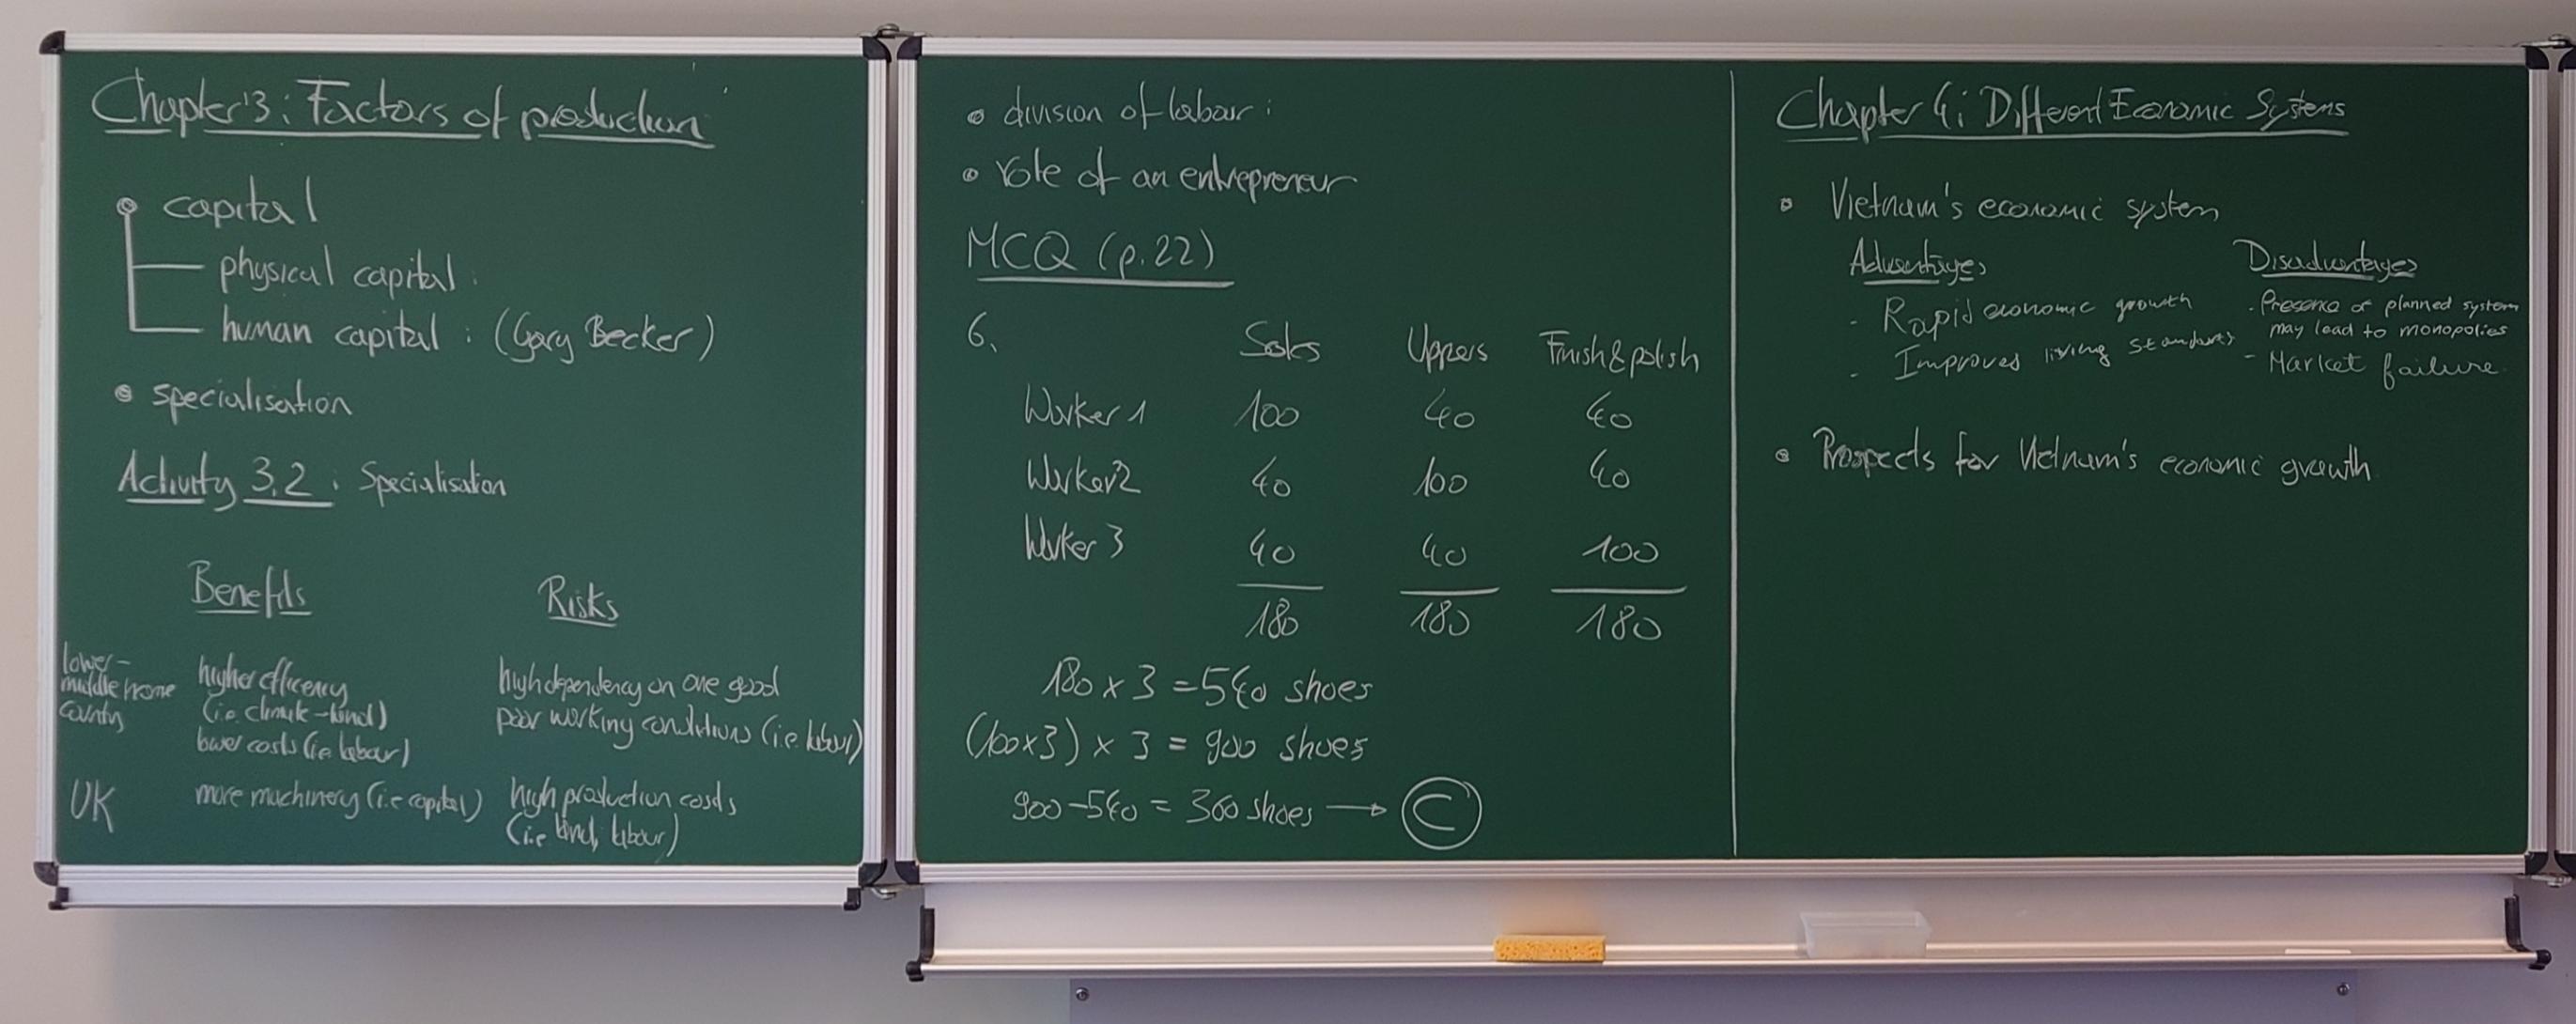 Chapter 3: Factors of production
capital
physical capital:
human capital: (Gary Becker)
specialisation
Activity 3.2: Specialisation
Benefits Risks
lower-
middle income
country
higher efficiency
(i.e. climate-land)
lower costs (i.e. labour)
high dependency on one good
poor working conditions (i.e. labour)
UK
more machinery (i.e capital)
high production costs
(i.e land, labour)
division of labour:
role of an entrepreneur
MCQ (p.22)
6. Soles Uppers Finish & polish
Worker 1 100 40 40
Worker 2 40 100 40
Worker 3 40 40 100
180 180 180
180 x 3 = 540 shoes
(100x3) x 3 = 900 shoes
900-540 = 360 shoes → C
Chapter 4: Different Economic Systems
Vietnam's economic system
Advantages
- Rapid economic growth
- Improved living standards
Disadvantages
- Presence of planned system
may lead to monopolies
- Market failure
Prospects for Vietnam's economic growth